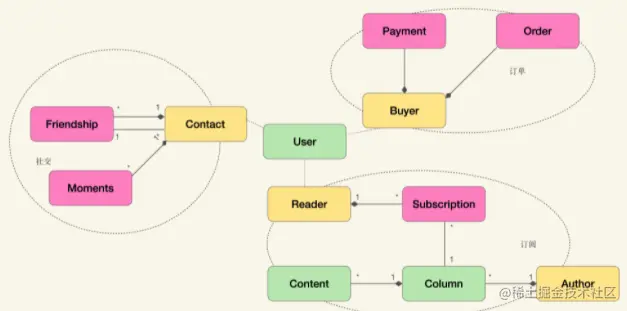 Payment
Order
订单
Buyer
Friendship
* 1
1
Contact
User
社交
Moments
*
Reader
1 *
Subscription
*
订阅
1
Content
* 1
Column
* 1
Author
@稀土掘金技术社区